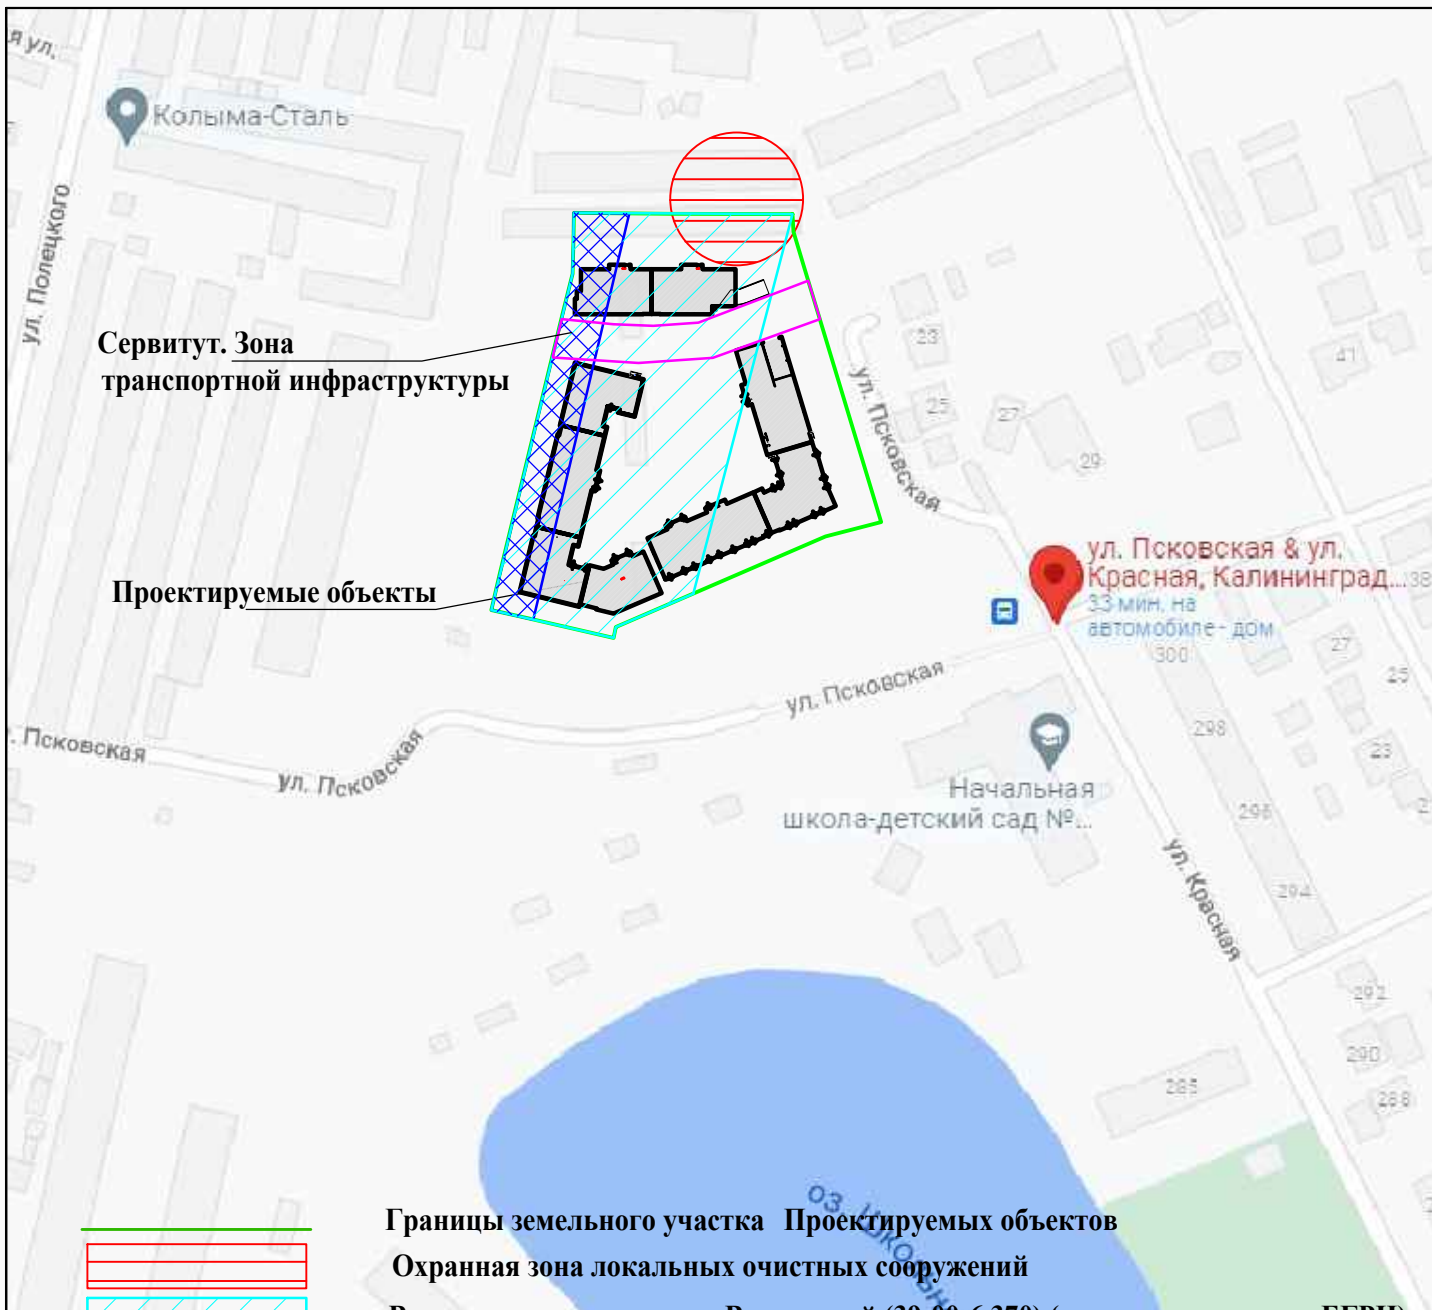 я ул.
Колыма-Сталь
ул. Полецкого
Сервитут. Зона
транспортной инфраструктуры
23
41
ул. Псковская
25
27
29
Проектируемые объекты
ул. Псковская & ул.
Красная, Калининград...
38
33 мин. на
автомобиле - дом
300
27
25
ул. Псковская
. Псковская
ул. Псковская
298
23
Начальная
школа-детский сад №...
296
ул. Красная
294
292
290
285
288
оз. Школьн
Границы земельного участка Проектируемых объектов
Охранная зона локальных очистных сооружений